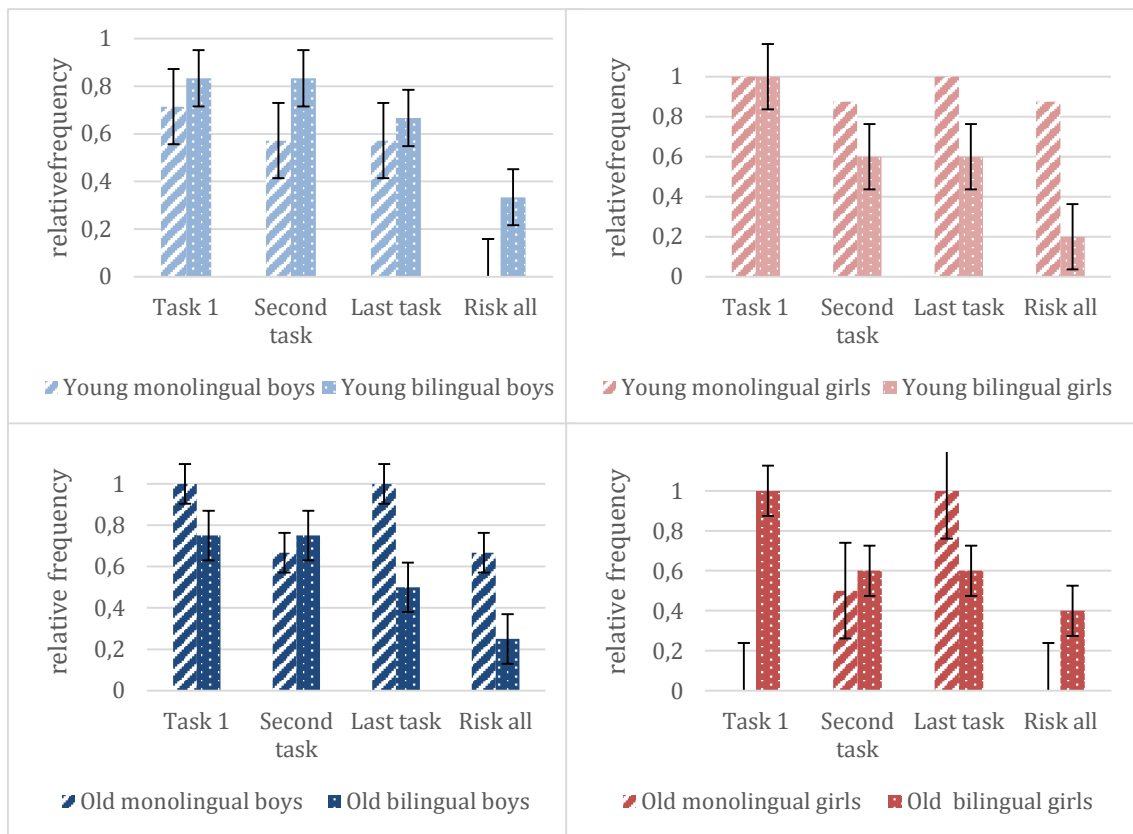 relativefrequency
1
0,8
0,6
0,4
0,2
0
Task 1 Second task Last task Risk all
Young monolingual boys Young bilingual boys
relative frequency
1
0,8
0,6
0,4
0,2
0
Task 1 Second task Last task Risk all
Young monolingual girls Young bilingual girls
relative frequency
1
0,8
0,6
0,4
0,2
0
Task 1 Second task Last task Risk all
Old monolingual boys Old bilingual boys
relative frequency
1
0,8
0,6
0,4
0,2
0
Task 1 Second task Last task Risk all
Old monolingual girls Old bilingual girls